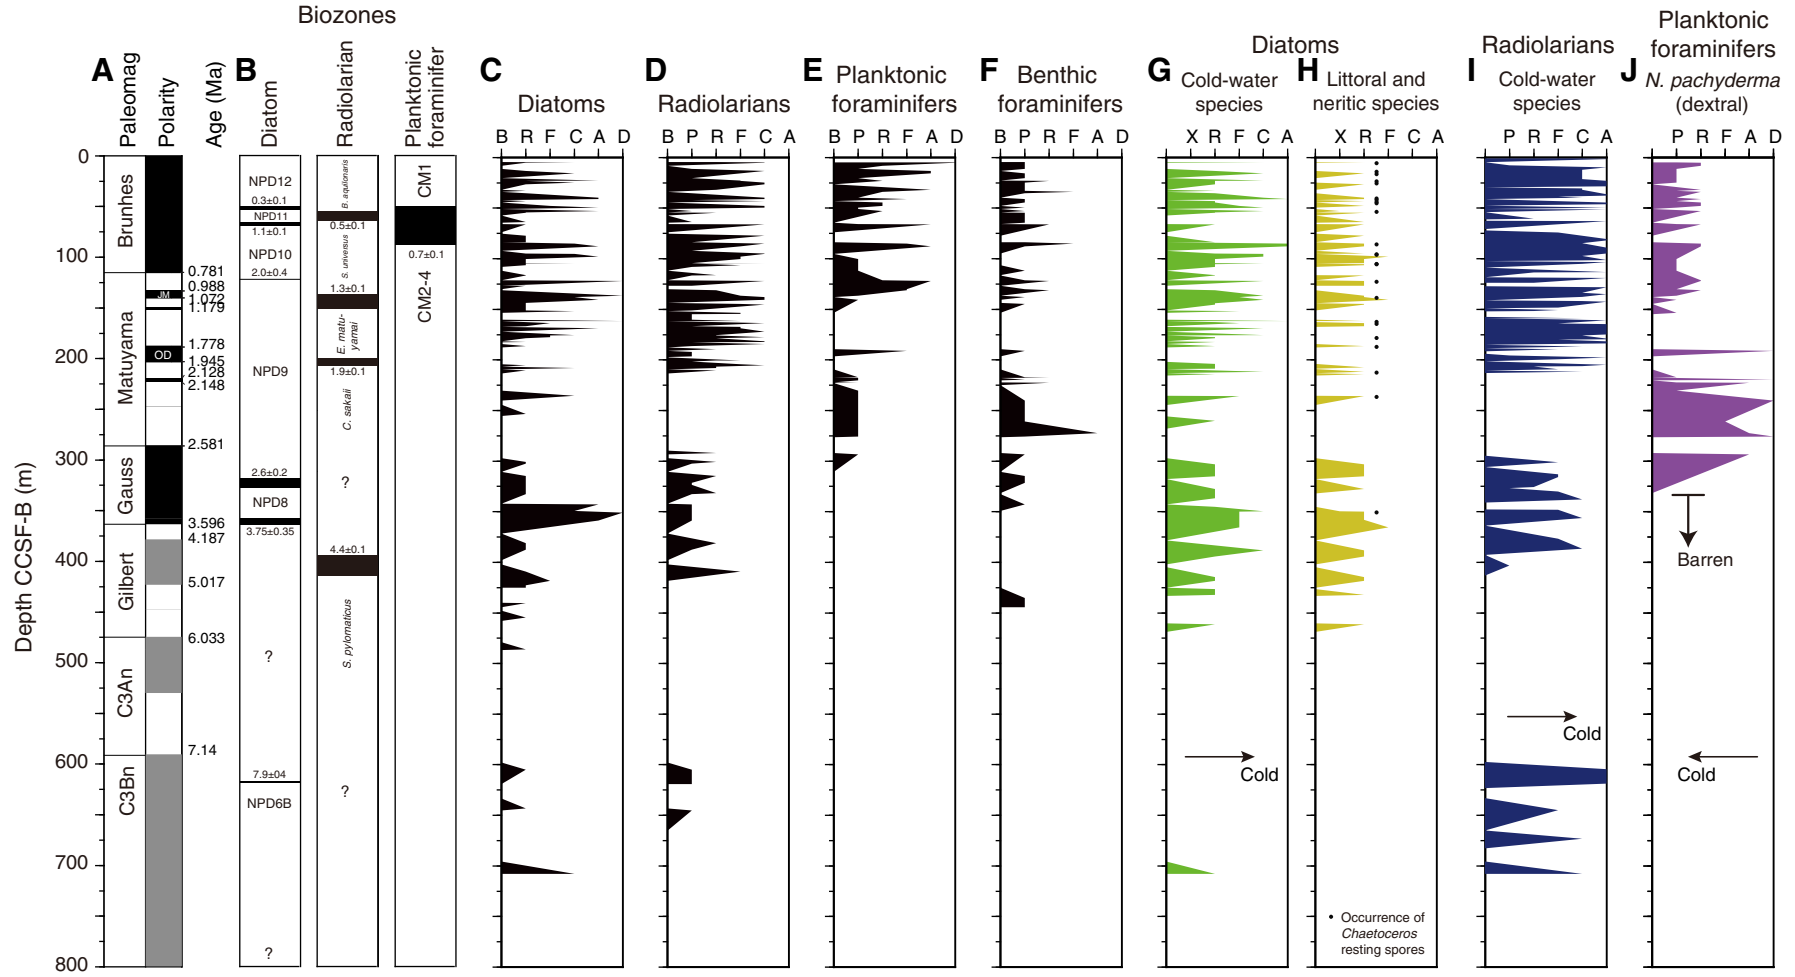 Biozones
A
Paleomag
Polarity
Age (Ma)
B
Diatom
Radiolarian
Planktonic
foraminifer
C
Diatoms
B R F C A D
D
Radiolarians
B P R F C A
E
Planktonic
foraminifers
B P R F A D
F
Benthic
foraminifers
B P R F A D
Diatoms
G
Cold-water
species
X R F C A
H
Littoral and
neritic species
X R F C A
Radiolarians
I
Cold-water
species
P R F C A
Planktonic
foraminifers
J
N. pachyderma
(dextral)
P R F A D
Depth CCSF-B (m)
0
100
200
300
400
500
600
700
800
Brunhes
Matuyama
Gauss
Gilbert
C3An
C3Bn
JM
OD
0.781
0.988
1.072
1.179
1.778
1.945
2.128
2.148
2.581
3.596
4.187
5.017
6.033
7.14
NPD12
0.3±0.1
NPD11
1.1±0.1
NPD10
2.0±0.4
NPD9
2.6±0.2
NPD8
3.75±0.35
?
7.9±04
NPD6B
?
B. aquilonaris
0.5±0.1
S. universus
1.3±0.1
E. matu-
yamai
1.9±0.1
C. sakaii
?
4.4±0.1
S. pylomaticus
?
CM1
0.7±0.1
CM2-4
Cold
Occurrence of
Chaetoceros
resting spores
Cold
Barren
Cold